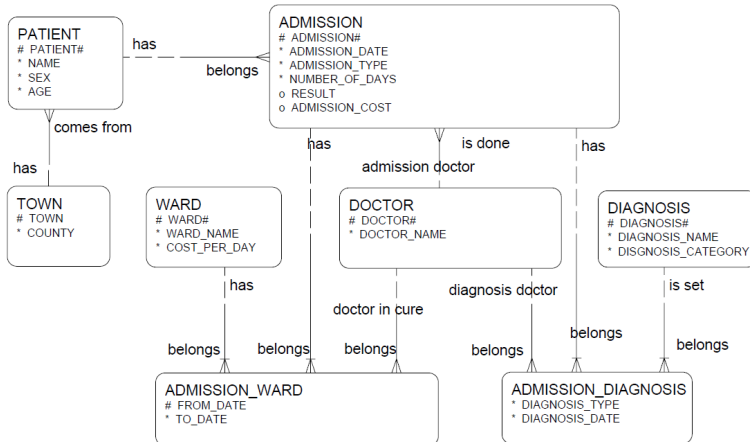 PATIENT
# PATIENT#
* NAME
* SEX
* AGE
has
belongs
ADMISSION
# ADMISSION#
* ADMISSION_DATE
* ADMISSION_TYPE
* NUMBER_OF_DAYS
o RESULT
o ADMISSION_COST
comes from
has
has
is done
admission doctor
has
TOWN
# TOWN
* COUNTY
WARD
# WARD#
* WARD_NAME
* COST_PER_DAY
DOCTOR
# DOCTOR#
* DOCTOR_NAME
DIAGNOSIS
# DIAGNOSIS#
* DIAGNOSIS_NAME
* DISGNOSIS_CATEGORY
has
doctor in cure
diagnosis doctor
is set
belongs
belongs
belongs
belongs
belongs
belongs
ADMISSION_WARD
# FROM_DATE
* TO_DATE
ADMISSION_DIAGNOSIS
* DIAGNOSIS_TYPE
* DIAGNOSIS_DATE